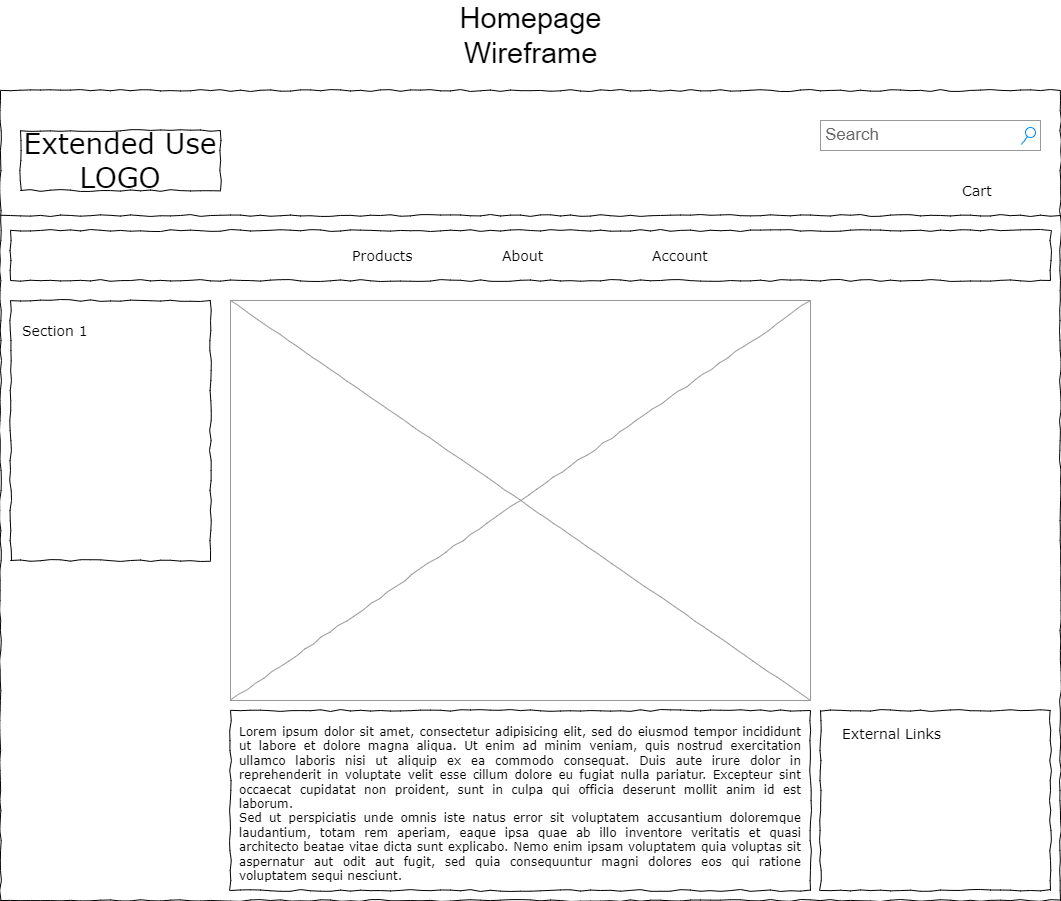 Homepage
Wireframe
Extended Use
LOGO
Search
Cart
Products About Account
Section 1
Lorem ipsum dolor sit amet, consectetur adipisicing elit, sed do eiusmod tempor incididunt
ut labore et dolore magna aliqua. Ut enim ad minim veniam, quis nostrud exercitation
ullamco laboris nisi ut aliquip ex ea commodo consequat. Duis aute irure dolor in
reprehenderit in voluptate velit esse cillum dolore eu fugiat nulla pariatur. Excepteur sint
occaecat cupidatat non proident, sunt in culpa qui officia deserunt mollit anim id est
laborum.
Sed ut perspiciatis unde omnis iste natus error sit voluptatem accusantium doloremque
laudantium, totam rem aperiam, eaque ipsa quae ab illo inventore veritatis et quasi
architecto beatae vitae dicta sunt explicabo. Nemo enim ipsam voluptatem quia voluptas sit
aspernatur aut odit aut fugit, sed quia consequuntur magni dolores eos qui ratione
voluptatem sequi nesciunt.
External Links